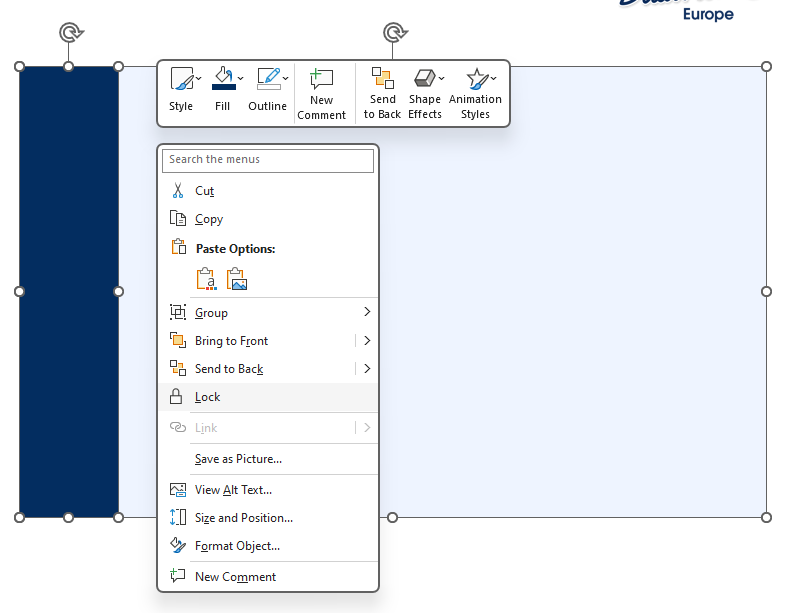 Europe
Style
Fill
Outline
New
Comment
Send
to Back
Shape
Effects
Animation
Styles
Search the menus
Cut
Copy
Paste Options:
a
Group
Bring to Front
Send to Back
Lock
Link
Save as Picture...
View Alt Text...
Size and Position...
Format Object...
New Comment